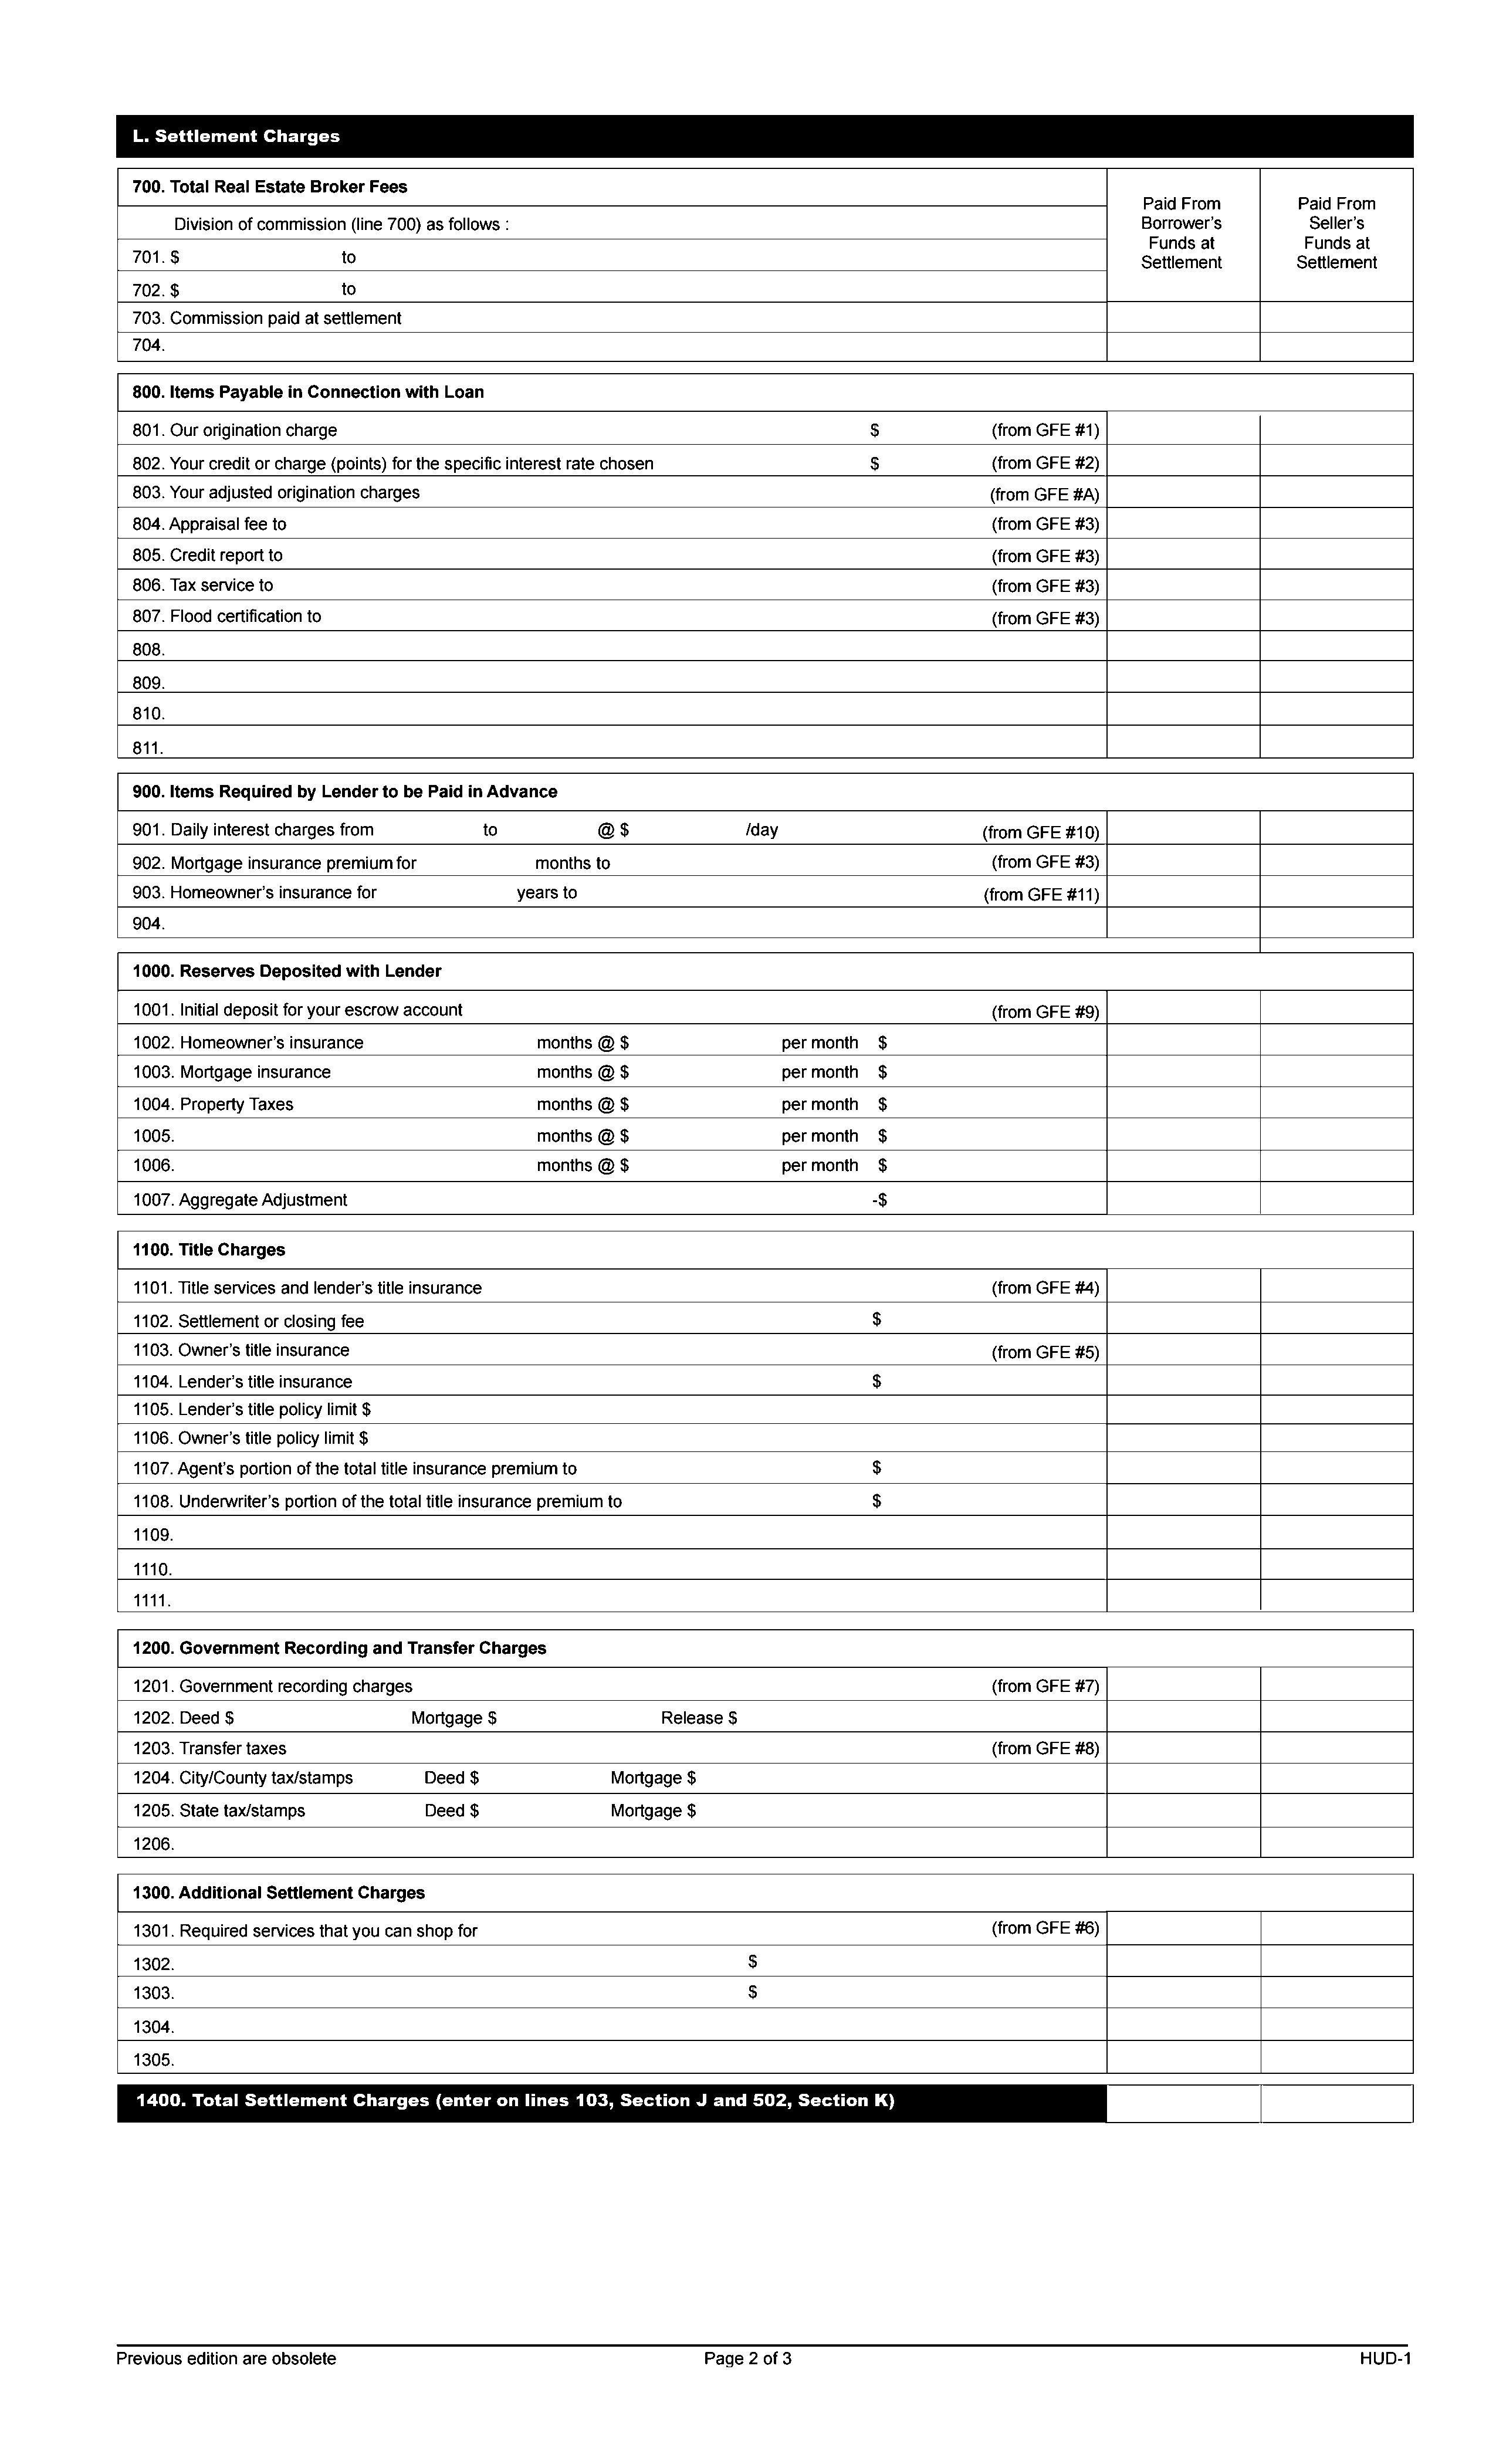 L. Settlement Charges
700. Total Real Estate Broker Fees
Paid From Borrower's Funds at Settlement
Paid From Seller's Funds at Settlement
Division of commission (line 700) as follows :
701. $ to
702. $ to
703. Commission paid at settlement
704.
800. Items Payable in Connection with Loan
801. Our origination charge $ (from GFE #1)
802. Your credit or charge (points) for the specific interest rate chosen $ (from GFE #2)
803. Your adjusted origination charges (from GFE #A)
804. Appraisal fee to (from GFE #3)
805. Credit report to (from GFE #3)
806. Tax service to (from GFE #3)
807. Flood certification to (from GFE #3)
808.
809.
810.
811.
900. Items Required by Lender to be Paid in Advance
901. Daily interest charges from to @ $ /day (from GFE #10)
902. Mortgage insurance premium for months to (from GFE #3)
903. Homeowner's insurance for years to (from GFE #11)
904.
1000. Reserves Deposited with Lender
1001. Initial deposit for your escrow account (from GFE #9)
1002. Homeowner's insurance months @ $ per month $
1003. Mortgage insurance months @ $ per month $
1004. Property Taxes months @ $ per month $
1005. months @ $ per month $
1006. months @ $ per month $
1007. Aggregate Adjustment -$
1100. Title Charges
1101. Title services and lender's title insurance (from GFE #4)
1102. Settlement or closing fee $
1103. Owner's title insurance (from GFE #5)
1104. Lender's title insurance $
1105. Lender's title policy limit $
1106. Owner's title policy limit $
1107. Agent's portion of the total title insurance premium to $
1108. Underwriter's portion of the total title insurance premium to $
1109.
1110.
1111.
1200. Government Recording and Transfer Charges
1201. Government recording charges (from GFE #7)
1202. Deed $ Mortgage $ Release $
1203. Transfer taxes (from GFE #8)
1204. City/County tax/stamps Deed $ Mortgage $
1205. State tax/stamps Deed $ Mortgage $
1206.
1300. Additional Settlement Charges
1301. Required services that you can shop for (from GFE #6)
1302. $
1303. $
1304.
1305.
1400. Total Settlement Charges (enter on lines 103, Section J and 502, Section K)
Previous edition are obsolete Page 2 of 3 HUD-1